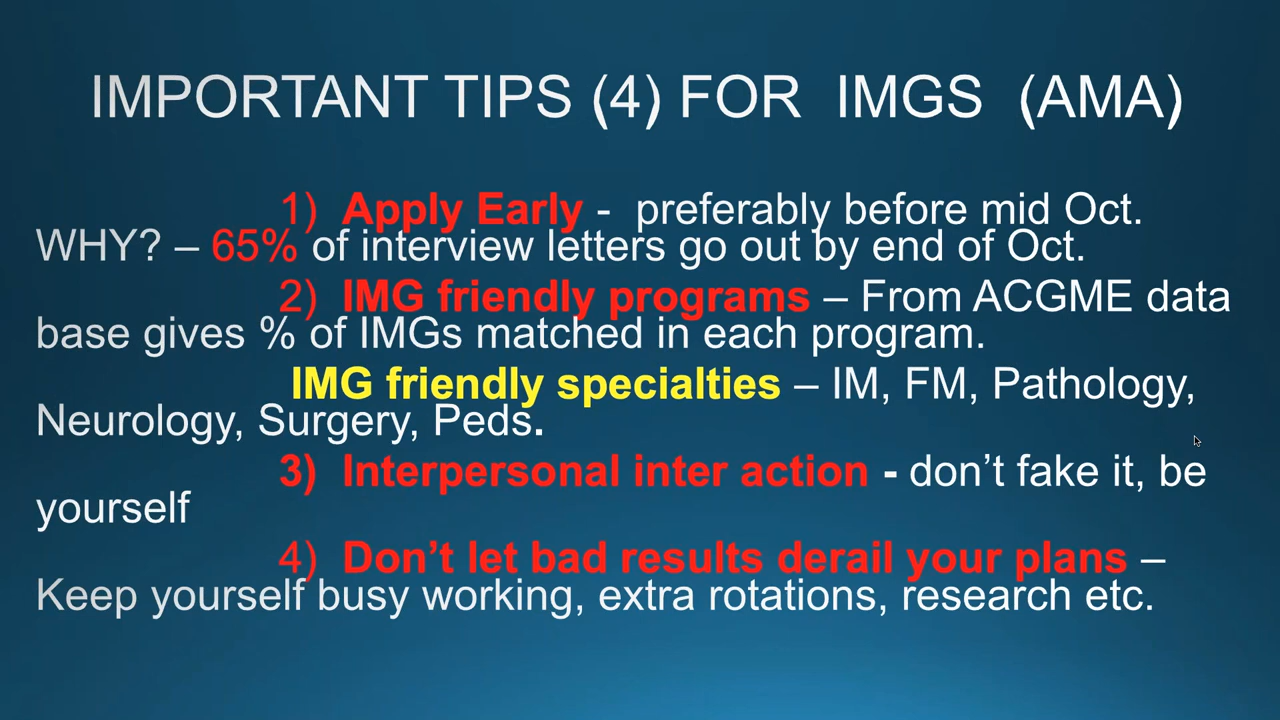 IMPORTANT TIPS (4) FOR IMGS (AMA)
1) Apply Early - preferably before mid Oct.
WHY? – 65% of interview letters go out by end of Oct.
2) IMG friendly programs – From ACGME data
base gives % of IMGs matched in each program.
IMG friendly specialties – IM, FM, Pathology,
Neurology, Surgery, Peds.
3) Interpersonal inter action - don’t fake it, be
yourself
4) Don’t let bad results derail your plans –
Keep yourself busy working, extra rotations, research etc.